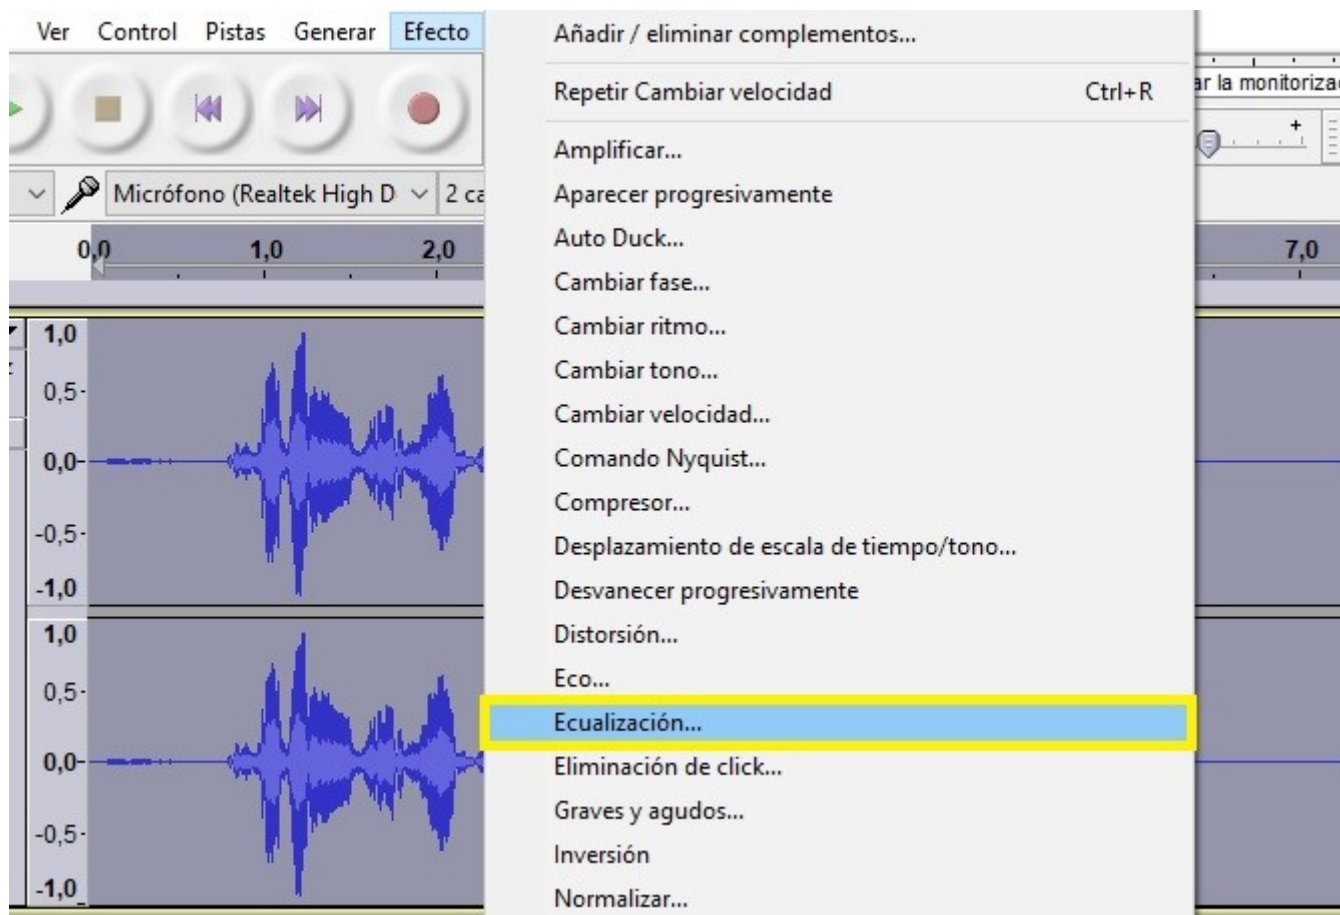 Ver Control Pistas Generar Efecto
Añadir / eliminar complementos...
Repetir Cambiar velocidad Ctrl+R
ar la monitoriza
+
Amplificar...
Micrófono (Realtek High D 2 ca
Aparecer progresivamente
Auto Duck...
0,0 1,0 2,0 7,0
Cambiar fase...
Cambiar ritmo...
Cambiar tono...
Cambiar velocidad...
Comando Nyquist...
Compresor...
Desplazamiento de escala de tiempo/tono...
Desvanecer progresivamente
Distorsión...
Eco...
Ecualización...
Eliminación de click...
Graves y agudos...
Inversión
Normalizar...
1,0
0,5
0,0
-0,5
-1,0
1,0
0,5
0,0
-0,5
-1,0